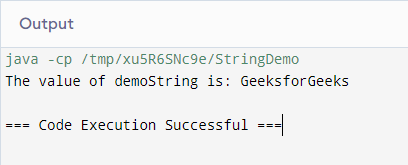 Output
java -cp /tmp/xu5R6SNc9e/StringDemo
The value of demoString is: GeeksforGeeks
=== Code Execution Successful ===